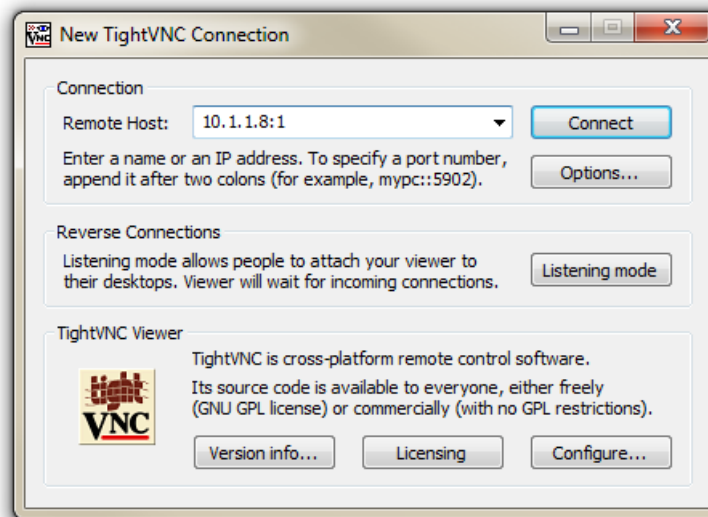 VNC
New TightVNC Connection
Connection
Remote Host:
10.1.1.8:1
Connect
Enter a name or an IP address. To specify a port number,
append it after two colons (for example, mypc::5902).
Options...
Reverse Connections
Listening mode allows people to attach your viewer to
their desktops. Viewer will wait for incoming connections.
Listening mode
TightVNC Viewer
tight
VNC
TightVNC is cross-platform remote control software.
Its source code is available to everyone, either freely
(GNU GPL license) or commercially (with no GPL restrictions).
Version info...
Licensing
Configure...